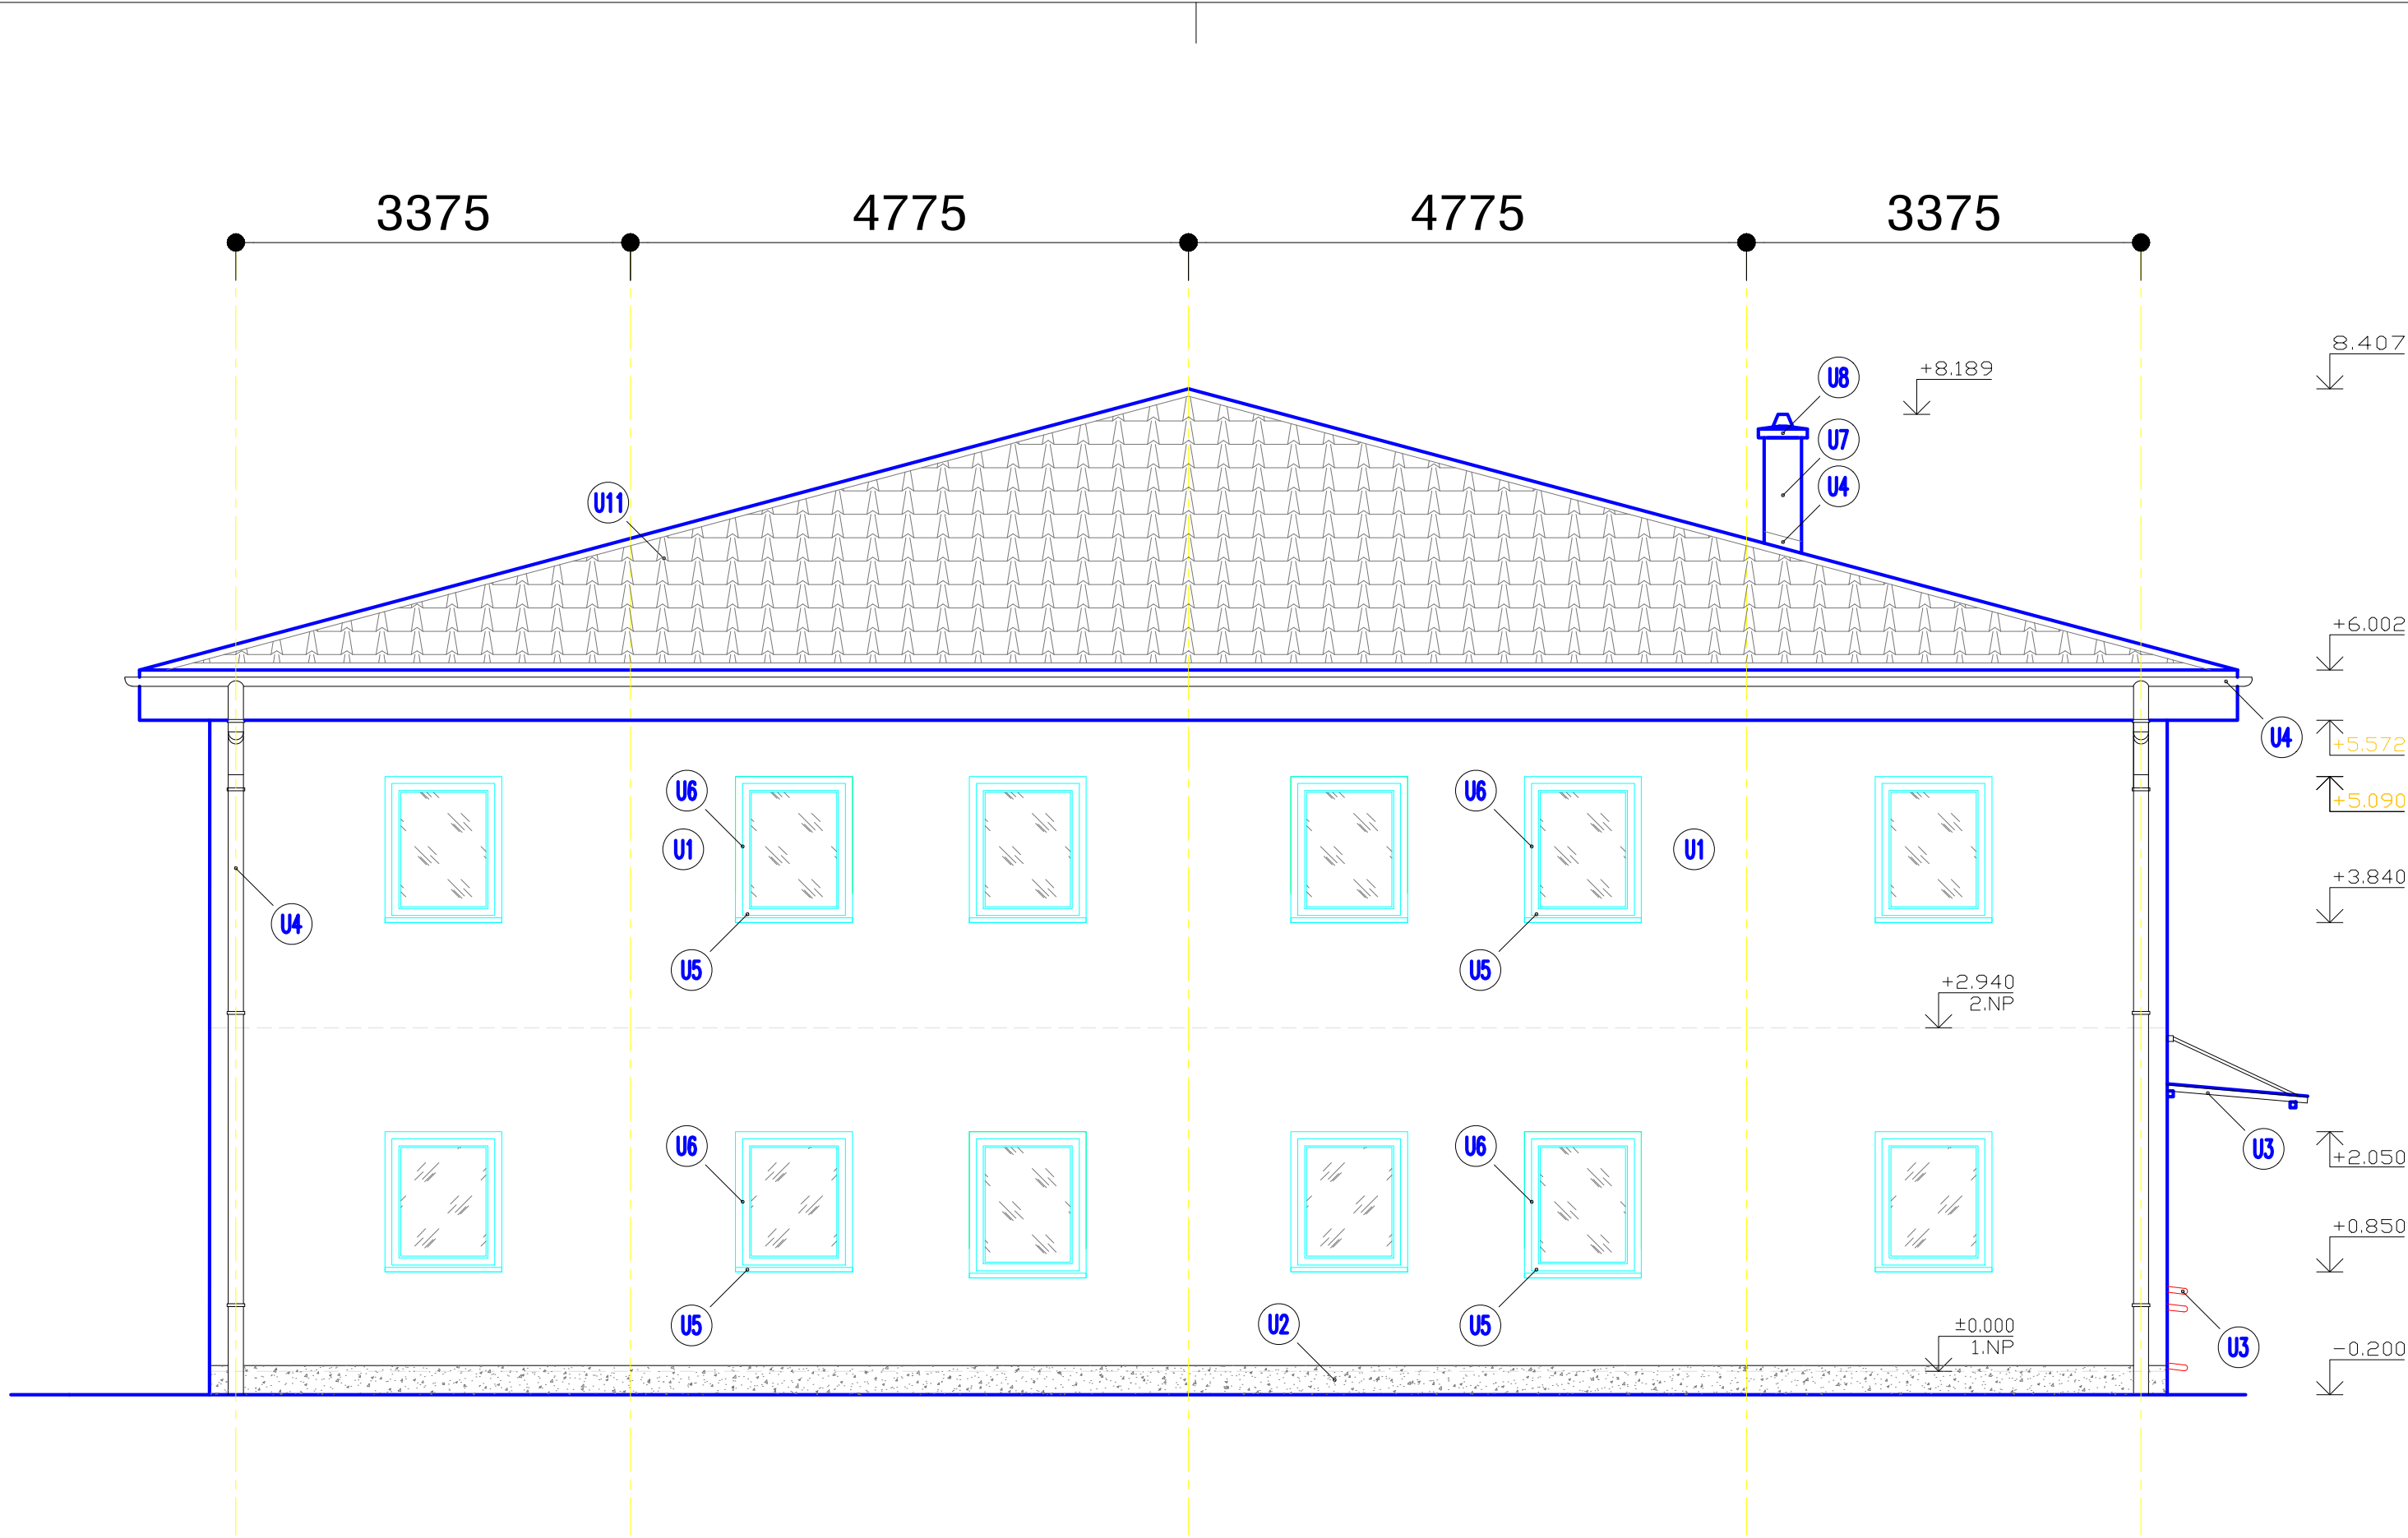 3375 4775 4775 3375
8.407
+8.189
U8
U7
U4
U11
+6.002
U4
+5.572
+5.090
U6 U6
U1 U1
+3.840
U4
U5 U5
+2.940
2.NP
U6 U6 U3
+2.050
+0.850
U5 U2 U5
±0.000
1.NP
U3
-0.200